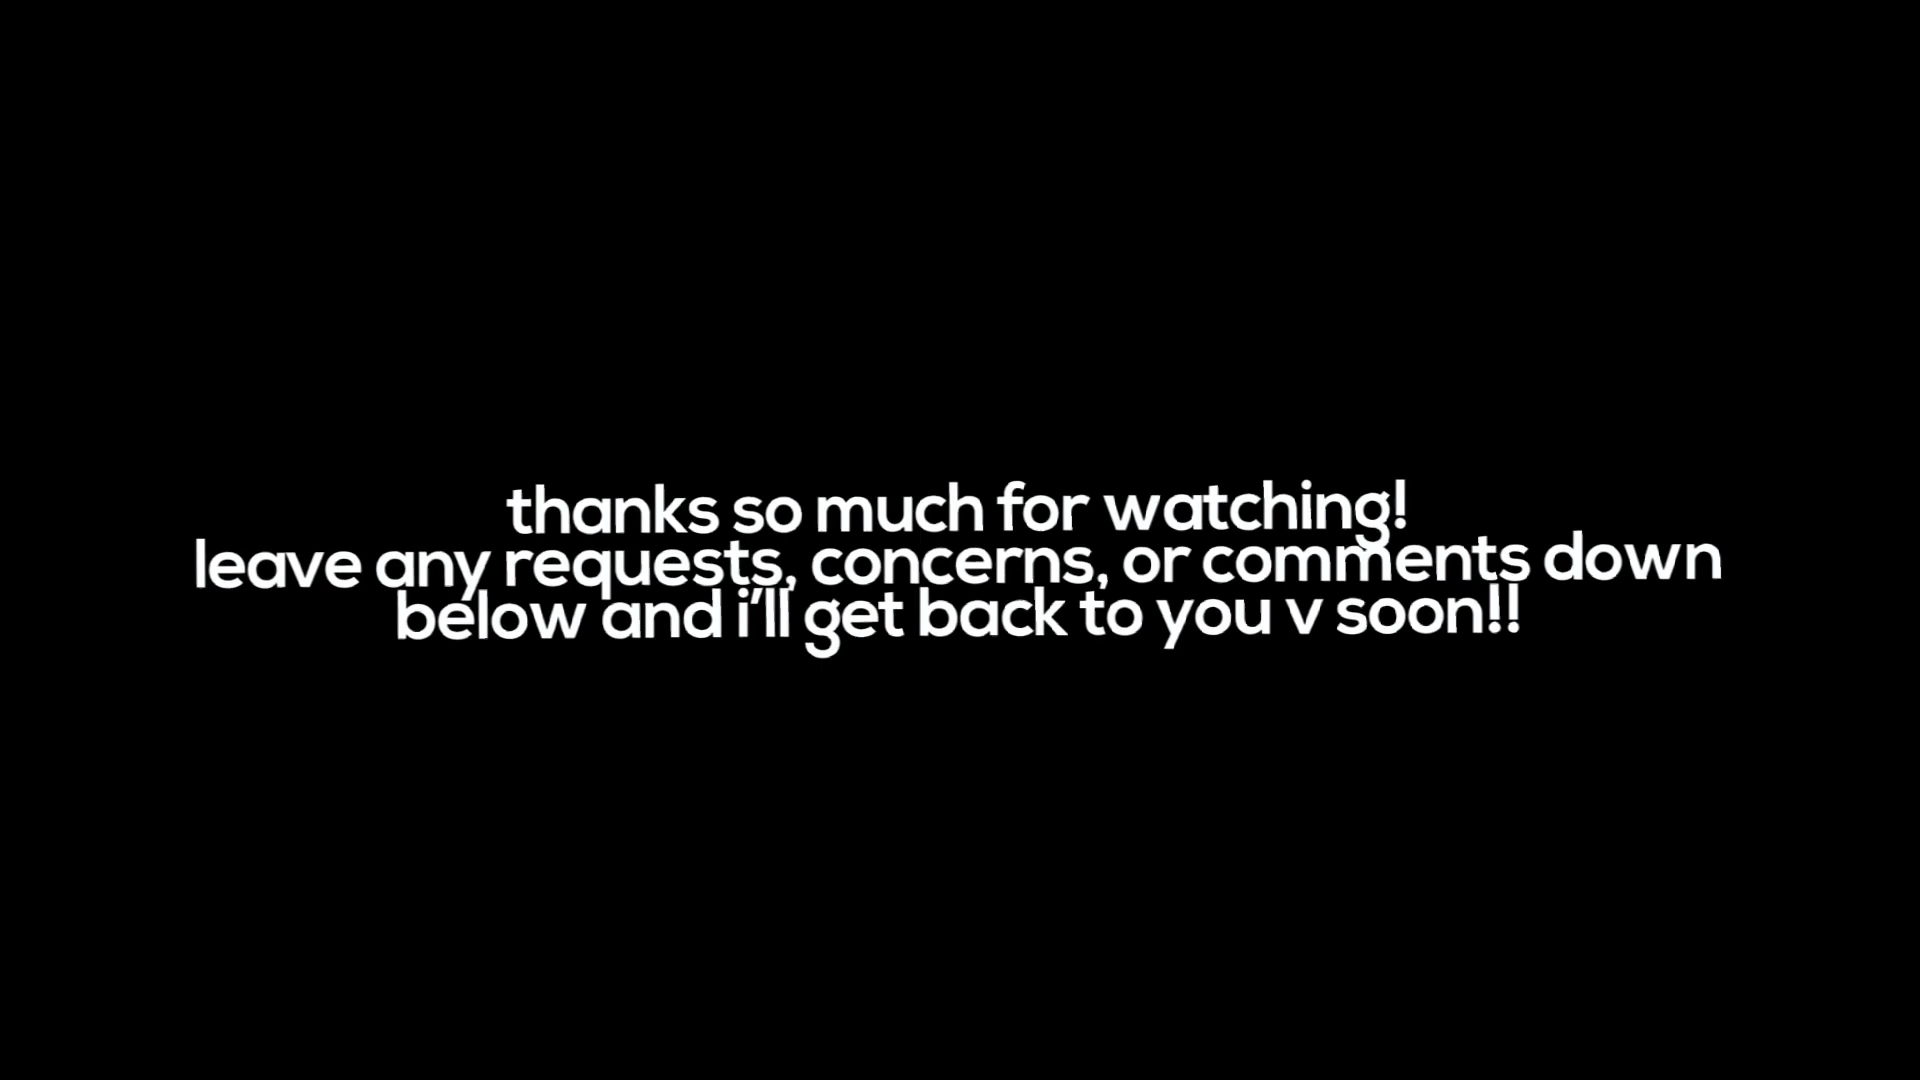 thanks so much for watching!
leave any requests, concerns, or comments down
below and i'll get back to you v soon!!